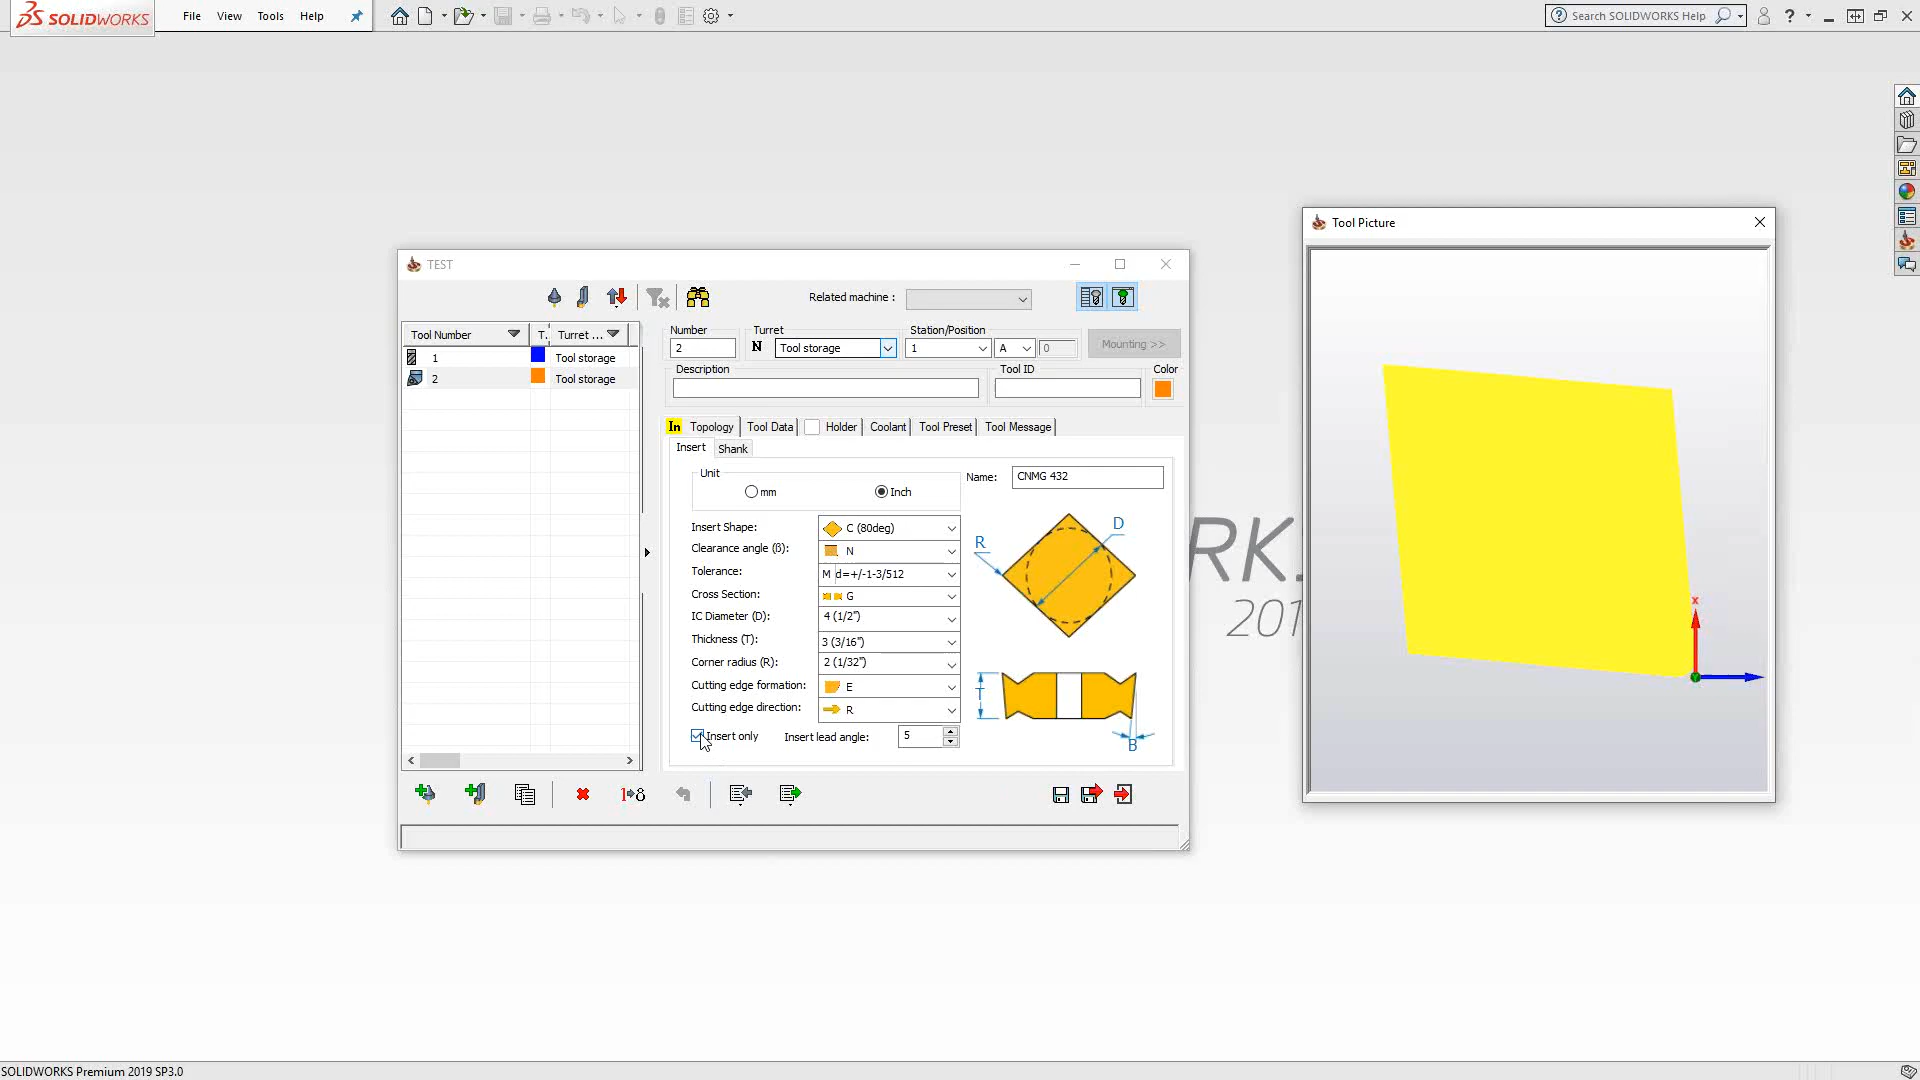 SOLIDWORKS
File View Tools Help
Search SOLIDWORKS Help
?
Tool Picture
TEST
Related machine :
Tool Number T. Turret ...
1 Tool storage
2 Tool storage
Number Turret Station/Position
2 N Tool storage 1 A 0 Mounting >>
Description Tool ID Color
In Topology Tool Data Holder Coolant Tool Preset Tool Message
Insert Shank
Unit
mm Inch
Name: CNMG 432
Insert Shape: C (80deg)
Clearance angle (β): N
Tolerance: M d=+/-1-3/512
Cross Section: G
IC Diameter (D): 4 (1/2")
Thickness (T): 3 (3/16")
Corner radius (R): 2 (1/32")
Cutting edge formation: E
Cutting edge direction: R
Insert only Insert lead angle: 5
R D
T
B
1 8
RK.
201
x
SOLIDWORKS Premium 2019 SP3.0